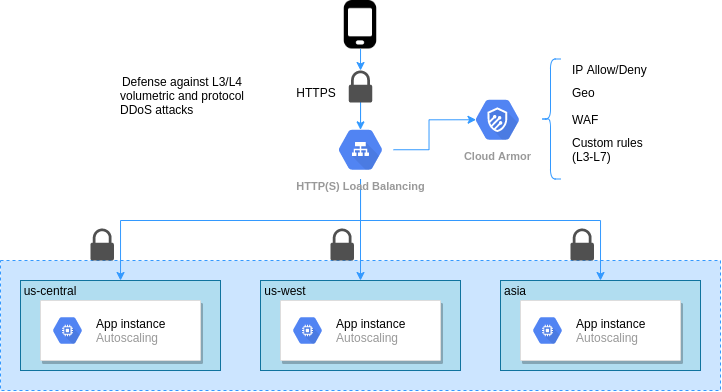 Defense against L3/L4
volumetric and protocol
DDoS attacks
HTTPS
IP Allow/Deny
Geo
WAF
Custom rules
(L3-L7)
Cloud Armor
HTTP(S) Load Balancing
us-central
App instance
Autoscaling
us-west
App instance
Autoscaling
asia
App instance
Autoscaling